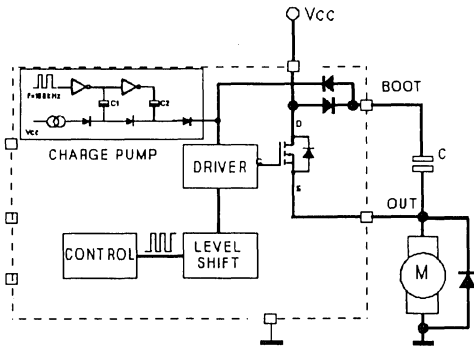 Vcc
BOOT
C1
C2
Vcc
CHARGE PUMP
D
C
DRIVER
G
S
OUT
CONTROL
LEVEL
SHIFT
M